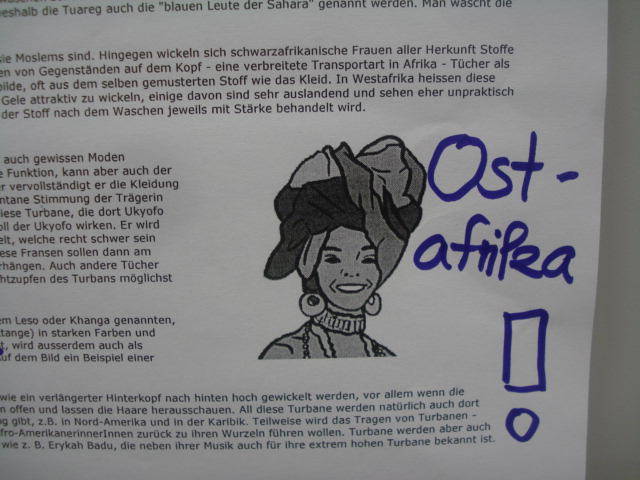 eshalb die Tuareg auch die "blauen Leute der Sahara" genannt werden. Man wäscht die
sie Moslems sind. Hingegen wickeln sich schwarzafrikanische Frauen aller Herkunft Stoffe
en von Gegenständen auf dem Kopf - eine verbreitete Transportart in Afrika - Tücher als
bilde, oft aus dem selben gemusterten Stoff wie das Kleid. In Westafrika heissen diese
Gele attraktiv zu wickeln, einige davon sind sehr ausladend und sehen eher unpraktisch
der Stoff nach dem Waschen jeweils mit Stärke behandelt wird.
auch gewissen Moden
e Funktion, kann aber auch der
er vervollständigt er die Kleidung
ntane Stimmung der Trägerin
diese Turbane, die dort Ukyofo
oll der Ukyofo wirken. Er wird
elt, welche recht schwer sein
ese Fransen sollen dann am
rhängen. Auch andere Tücher
chtzupfen des Turbans möglichst
em Leso oder Khanga genannten,
tange) in starken Farben und
t, wird ausserdem auch als
uf dem Bild ein Beispiel einer
Ost-
afrika
!
wie ein verlängerter Hinterkopf nach hinten hoch gewickelt werden, vor allem wenn die
n offen und lassen die Haare herausschauen. All diese Turbane werden natürlich auch dort
ng gibt, z.B. in Nord-Amerika und in der Karibik. Teilweise wird das Tragen von Turbanen -
fro-AmerikanerinnerInnen zurück zu ihren Wurzeln führen wollen. Turbane werden aber auch
wie z. B. Erykah Badu, die neben ihrer Musik auch für ihre extrem hohen Turbane bekannt ist.